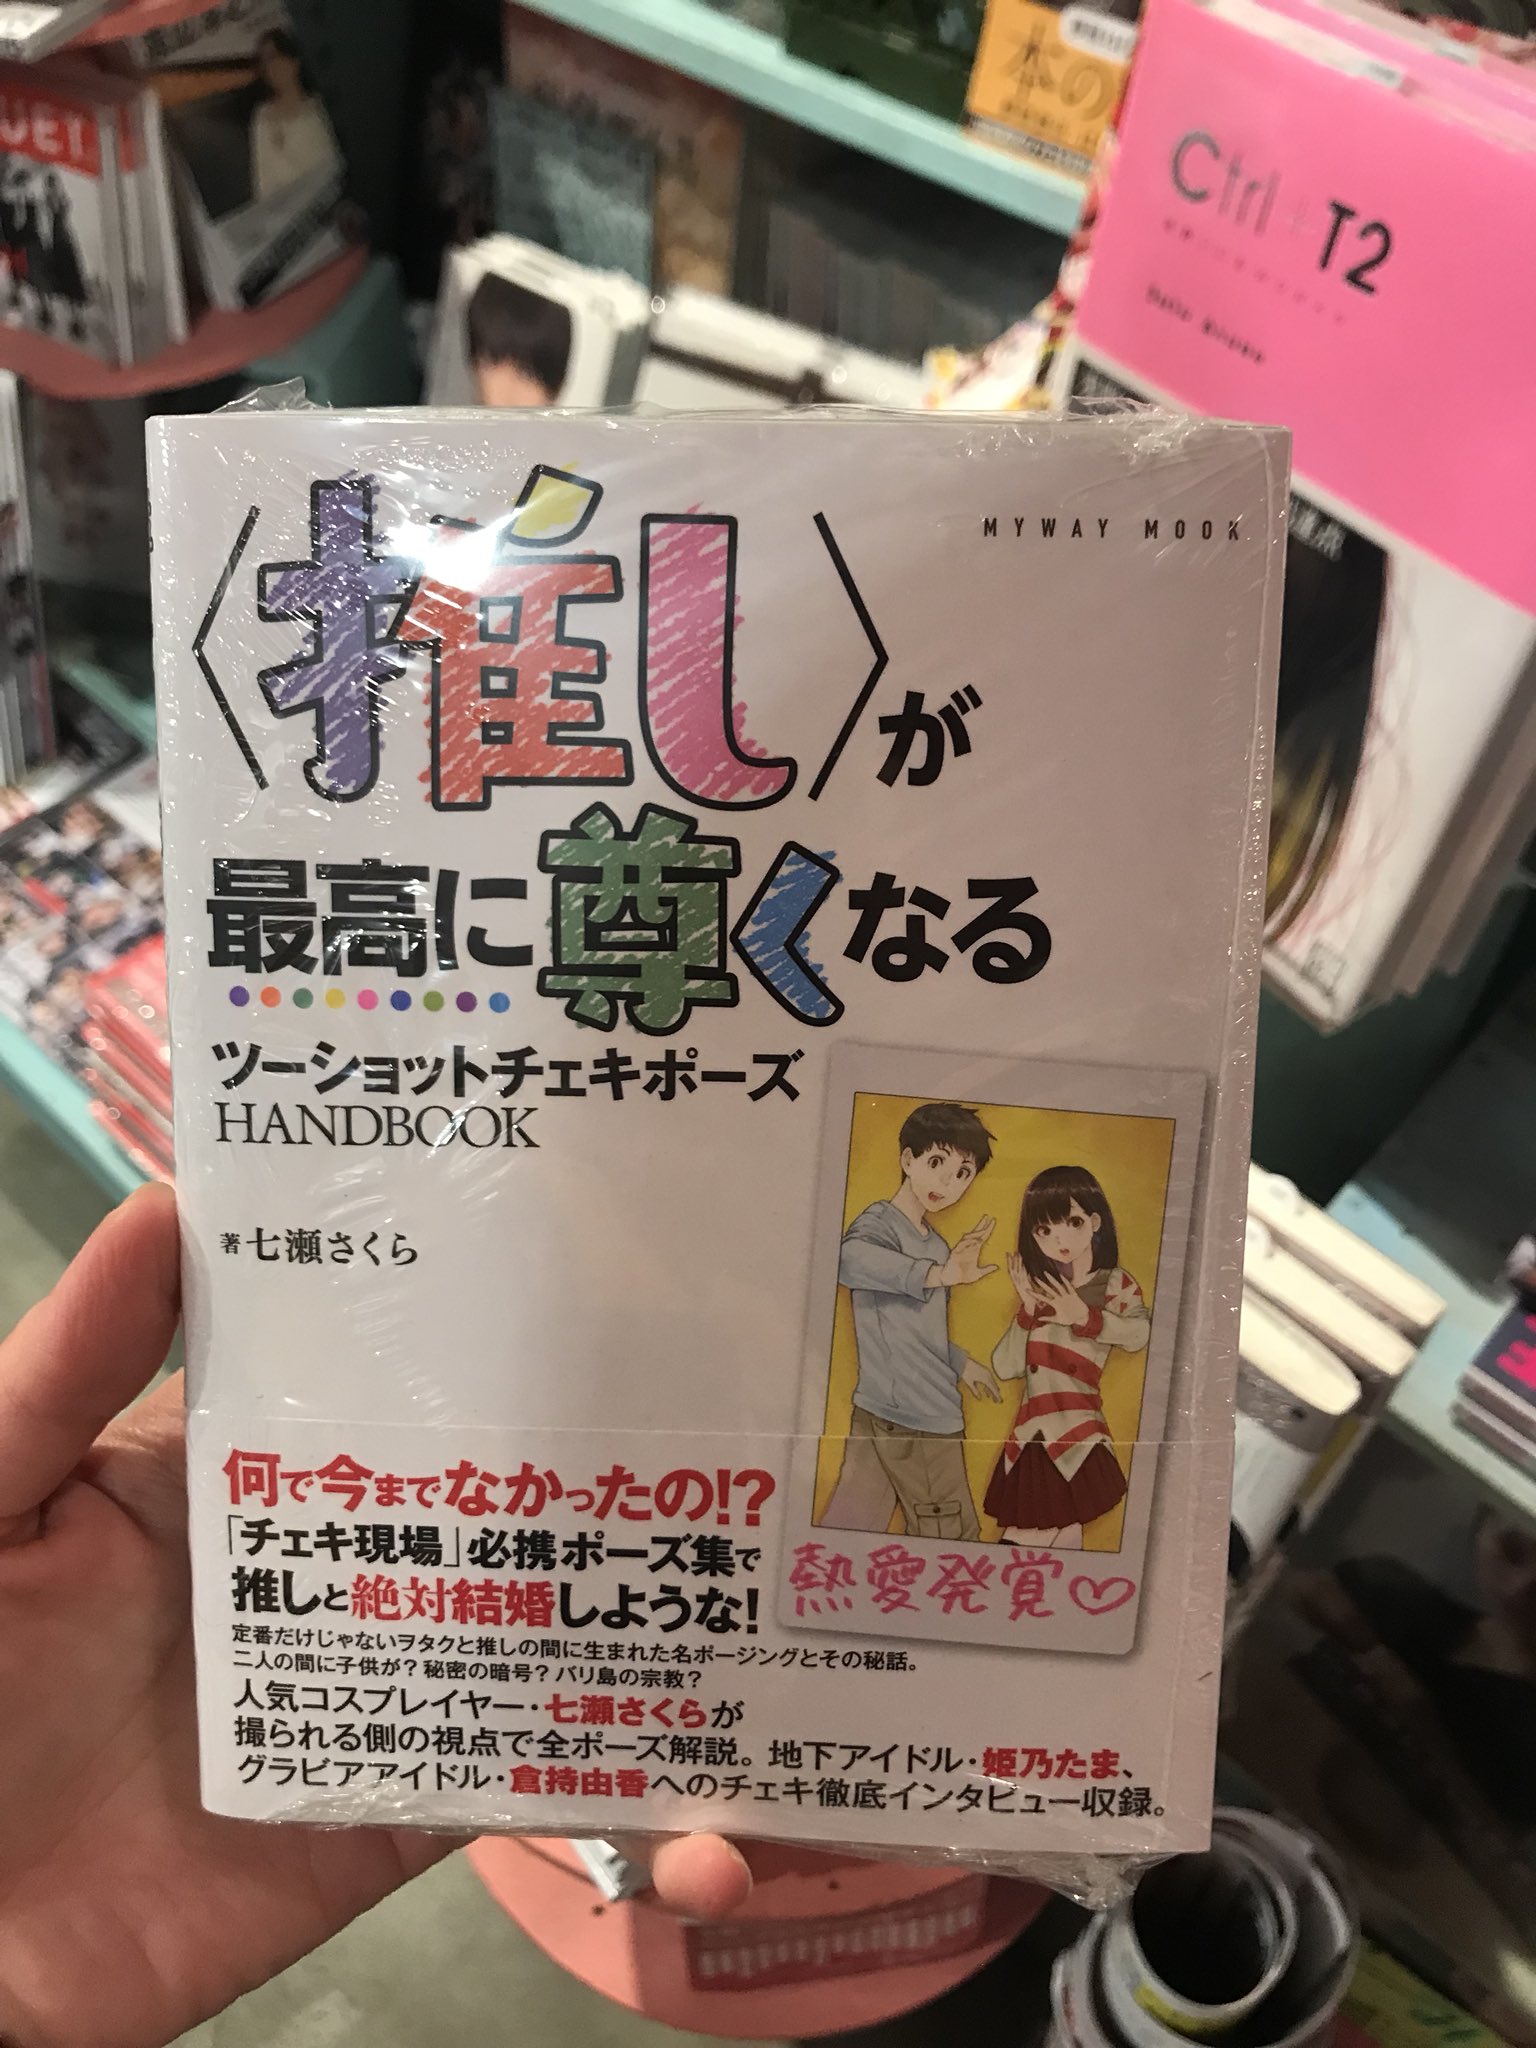 MYWAY MOOK
〈推し〉が
最高に尊くなる
ツーショットチェキポーズ
HANDBOOK
著 七瀬さくら
熱愛発覚♡
何で今までなかったの!?
「チェキ現場」必携ポーズ集で
推しと絶対結婚しような!
定番だけじゃないヲタクと推しの間に生まれた名ポージングとその秘話。
二人の間に子供が?秘密の暗号?バリ島の宗教?
人気コスプレイヤー・七瀬さくらが
撮られる側の視点で全ポーズ解説。地下アイドル・姫乃たま、
グラビアアイドル・倉持由香へのチェキ徹底インタビュー収録。
Ctrl+T2
本の